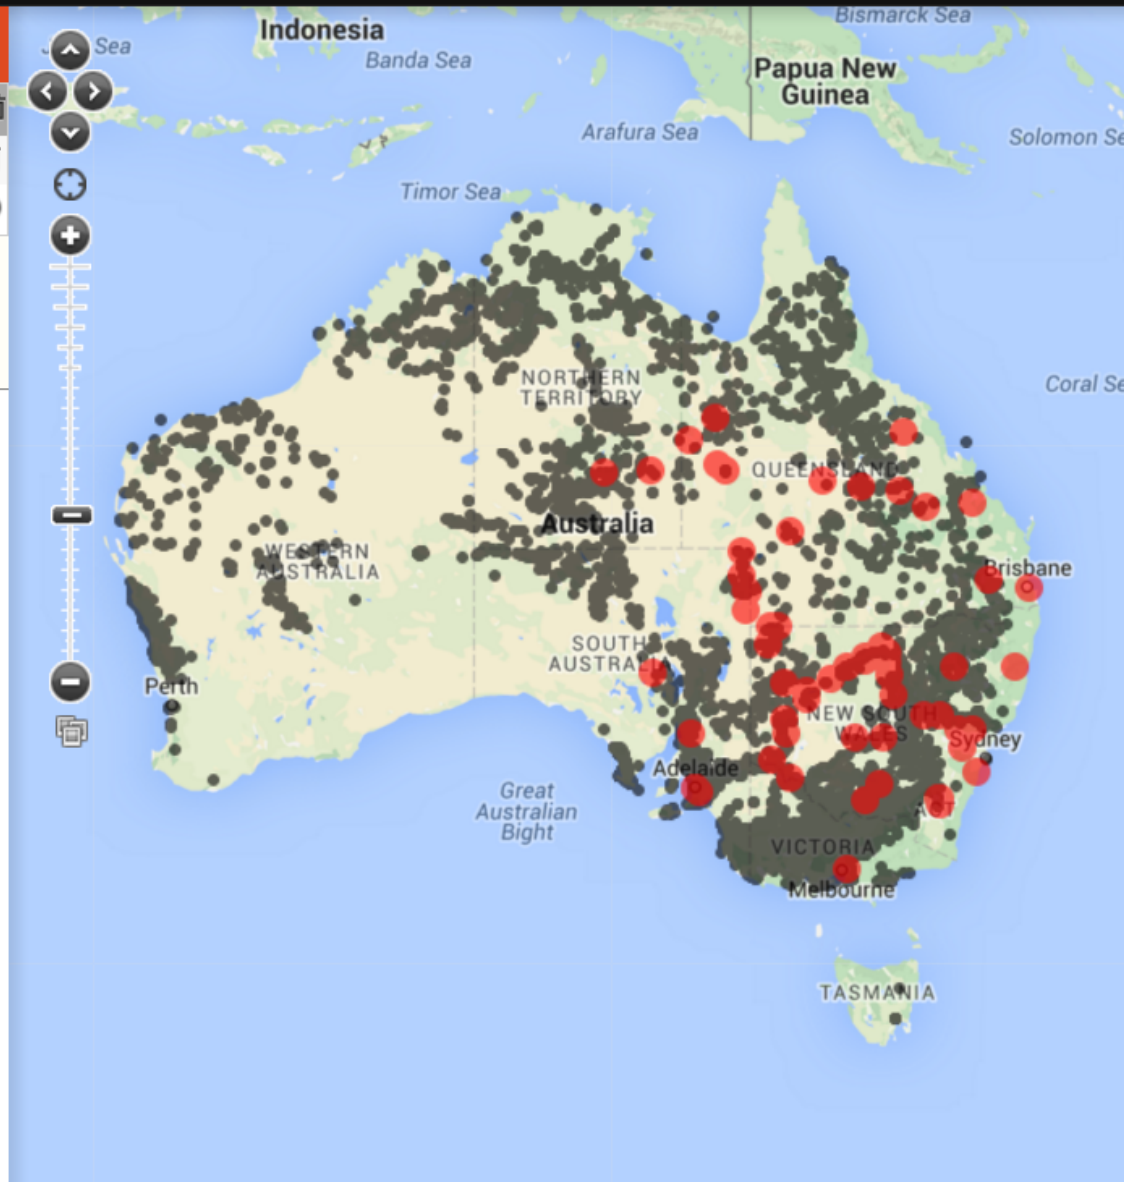 Bismarck Sea
Indonesia
Sea
Banda Sea
Papua New
Guinea
Arafura Sea
Solomon Se
Timor Sea
NORTHERN
TERRITORY
Coral Se
QUEENSLAND
Australia
WESTERN
AUSTRALIA
Brisbane
SOUTH
AUSTRALIA
Perth
NEW SOUTH
WALES
Sydney
Adelaide
Great
Australian
Bight
ACT
VICTORIA
Melbourne
TASMANIA